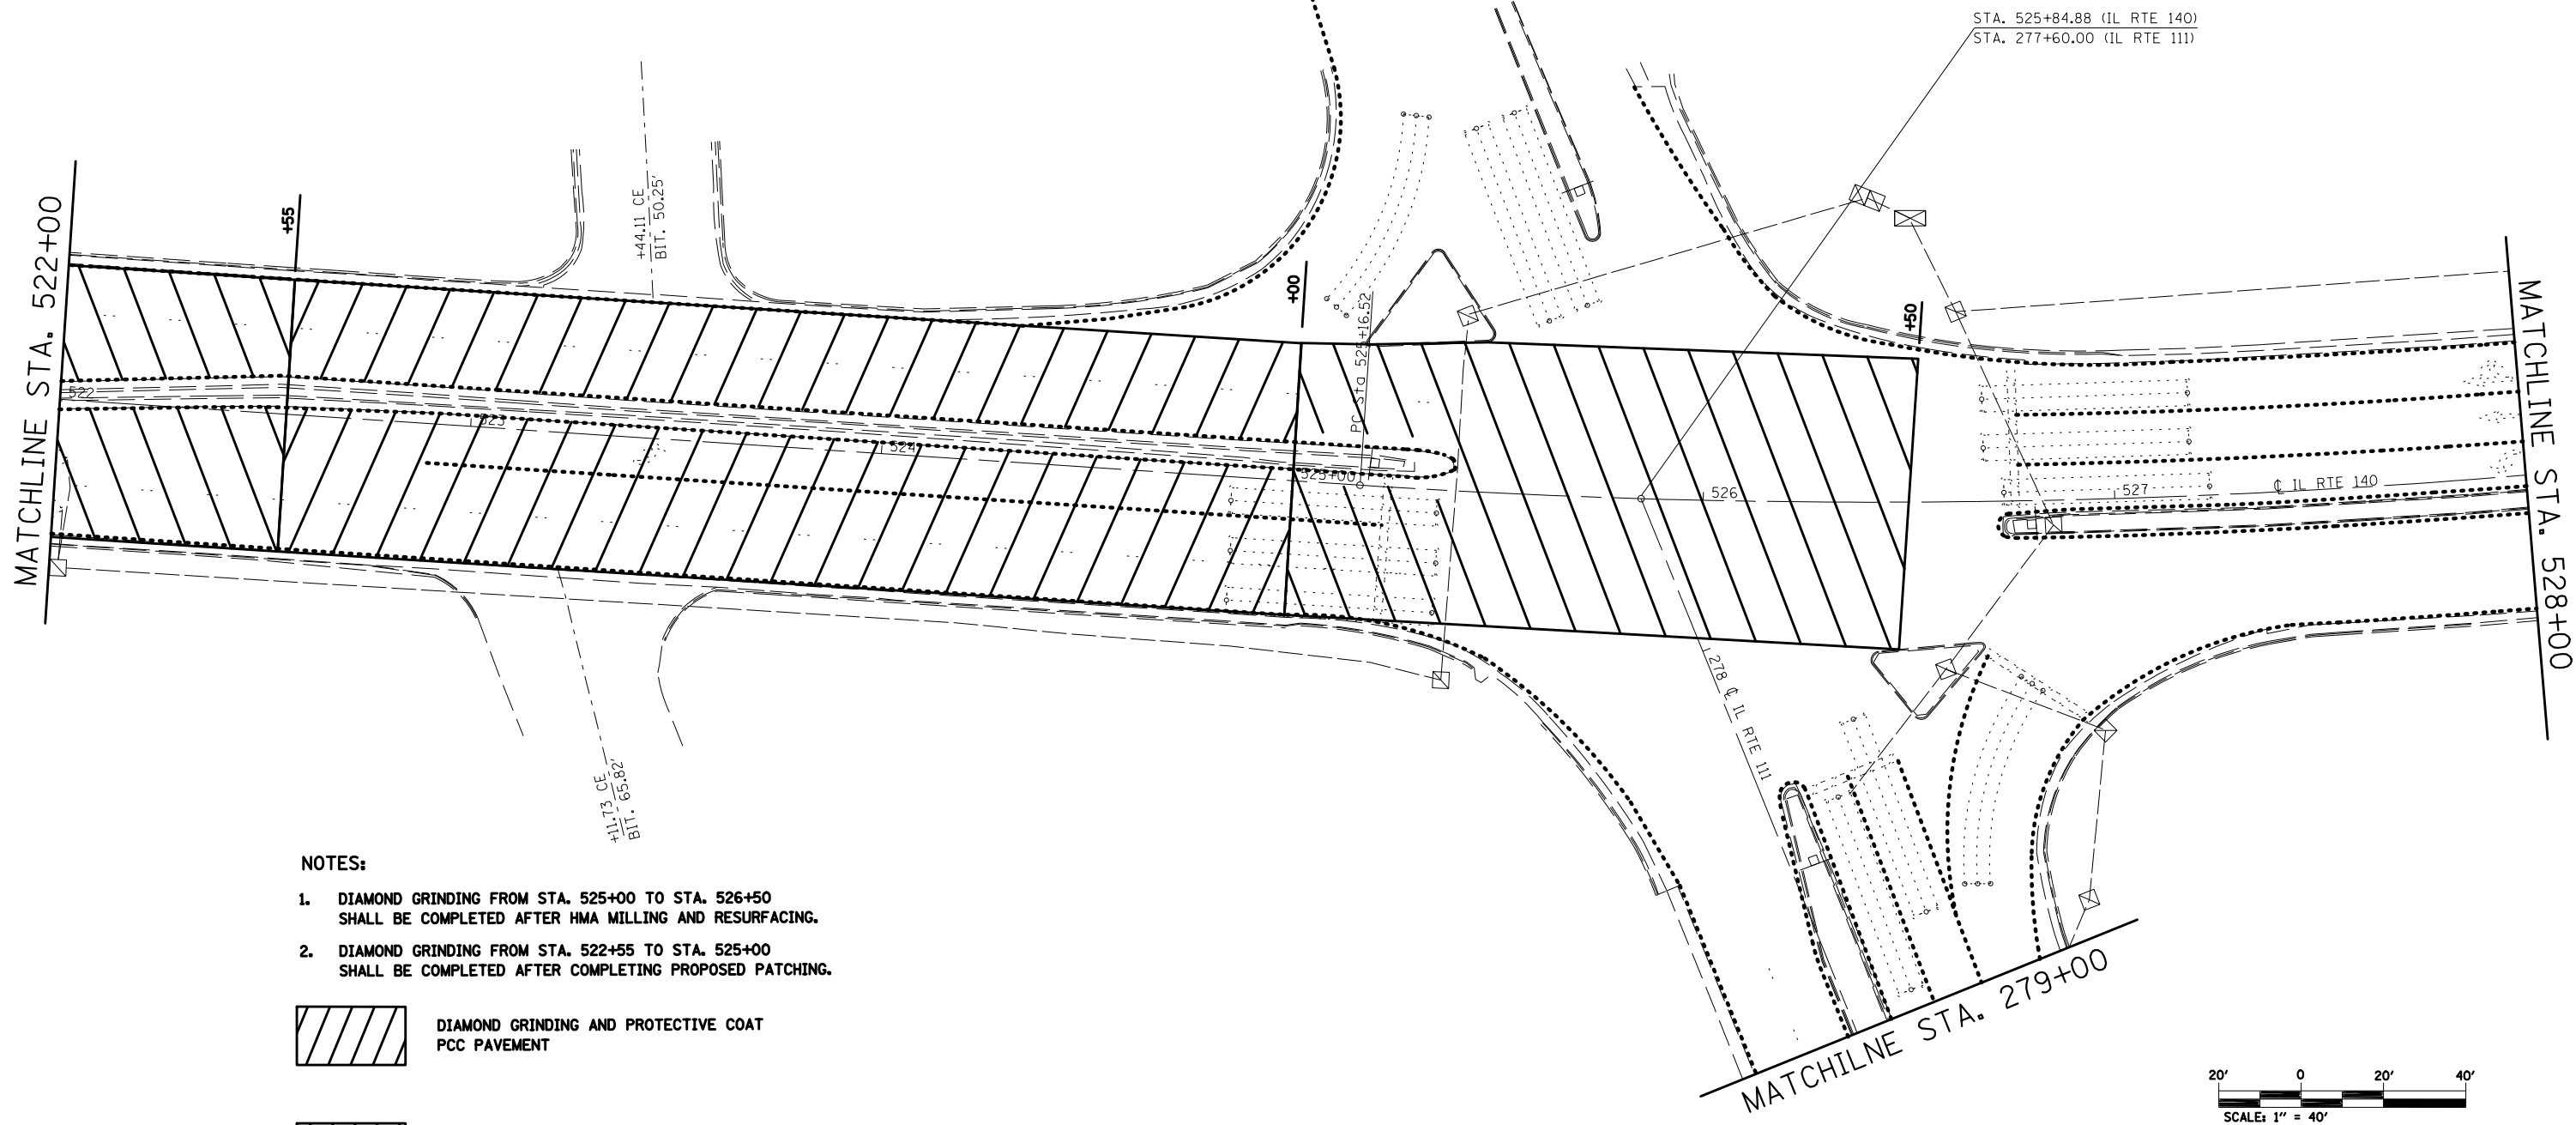 STA. 525+84.88 (IL RTE 140)
STA. 277+60.00 (IL RTE 111)
MATCHLINE STA. 522+00
+55
+44.11 CE
BIT. 50.25'
+00
PC Sta 525+16.52
+50
MATCHLINE STA. 528+00
522
523
524
525+00
526
527
℄ IL RTE 140
278
℄ IL RTE 111
+11.73 CE
BIT. 65.82'
MATCHILNE STA. 279+00
NOTES:
1. DIAMOND GRINDING FROM STA. 525+00 TO STA. 526+50
SHALL BE COMPLETED AFTER HMA MILLING AND RESURFACING.
2. DIAMOND GRINDING FROM STA. 522+55 TO STA. 525+00
SHALL BE COMPLETED AFTER COMPLETING PROPOSED PATCHING.
DIAMOND GRINDING AND PROTECTIVE COAT
PCC PAVEMENT
20' 0 20' 40'
SCALE: 1" = 40'